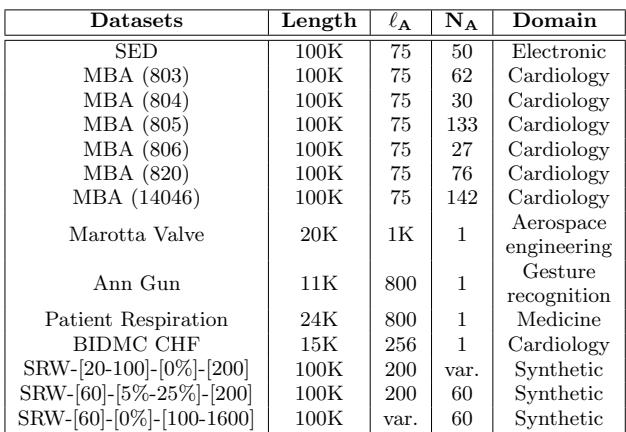 Datasets Length ℓ_A N_A Domain
SED 100K 75 50 Electronic
MBA (803) 100K 75 62 Cardiology
MBA (804) 100K 75 30 Cardiology
MBA (805) 100K 75 133 Cardiology
MBA (806) 100K 75 27 Cardiology
MBA (820) 100K 75 76 Cardiology
MBA (14046) 100K 75 142 Cardiology
Marotta Valve 20K 1K 1 Aerospace
engineering
Ann Gun 11K 800 1 Gesture
recognition
Patient Respiration 24K 800 1 Medicine
BIDMC CHF 15K 256 1 Cardiology
SRW-[20-100]-[0%]-[200] 100K 200 var. Synthetic
SRW-[60]-[5%-25%]-[200] 100K 200 60 Synthetic
SRW-[60]-[0%]-[100-1600] 100K var. 60 Synthetic